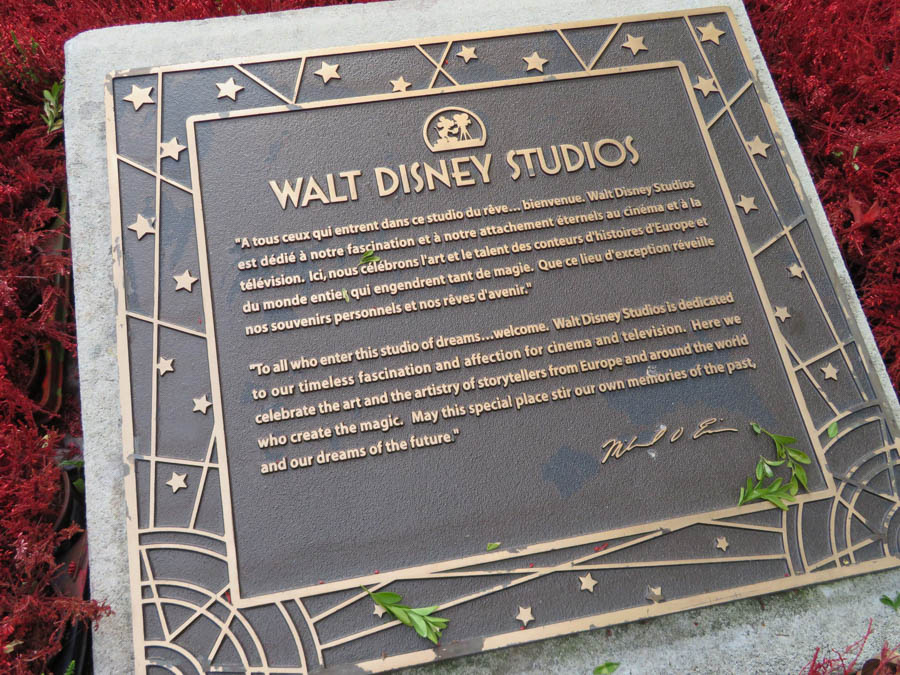 WALT DISNEY STUDIOS
"A tous ceux qui entrent dans ce studio du rêve... bienvenue. Walt Disney Studios
est dédié à notre fascination et à notre attachement éternels au cinéma et à la
télévision. Ici, nous célébrons l'art et le talent des conteurs d'histoires d'Europe et
du monde entier qui engendrent tant de magie. Que ce lieu d'exception réveille
nos souvenirs personnels et nos rêves d'avenir."
"To all who enter this studio of dreams...welcome. Walt Disney Studios is dedicated
to our timeless fascination and affection for cinema and television. Here we
celebrate the art and the artistry of storytellers from Europe and around the world
who create the magic. May this special place stir our own memories of the past,
and our dreams of the future."